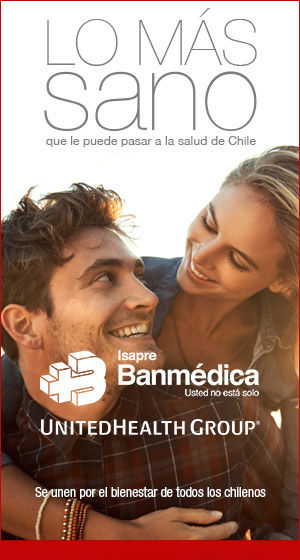 LO MÁS
sano
que le puede pasar a la salud de Chile
Isapre
Banmédica
Usted no está solo
UNITEDHEALTH GROUP®
Se unen por el bienestar de todos los chilenos